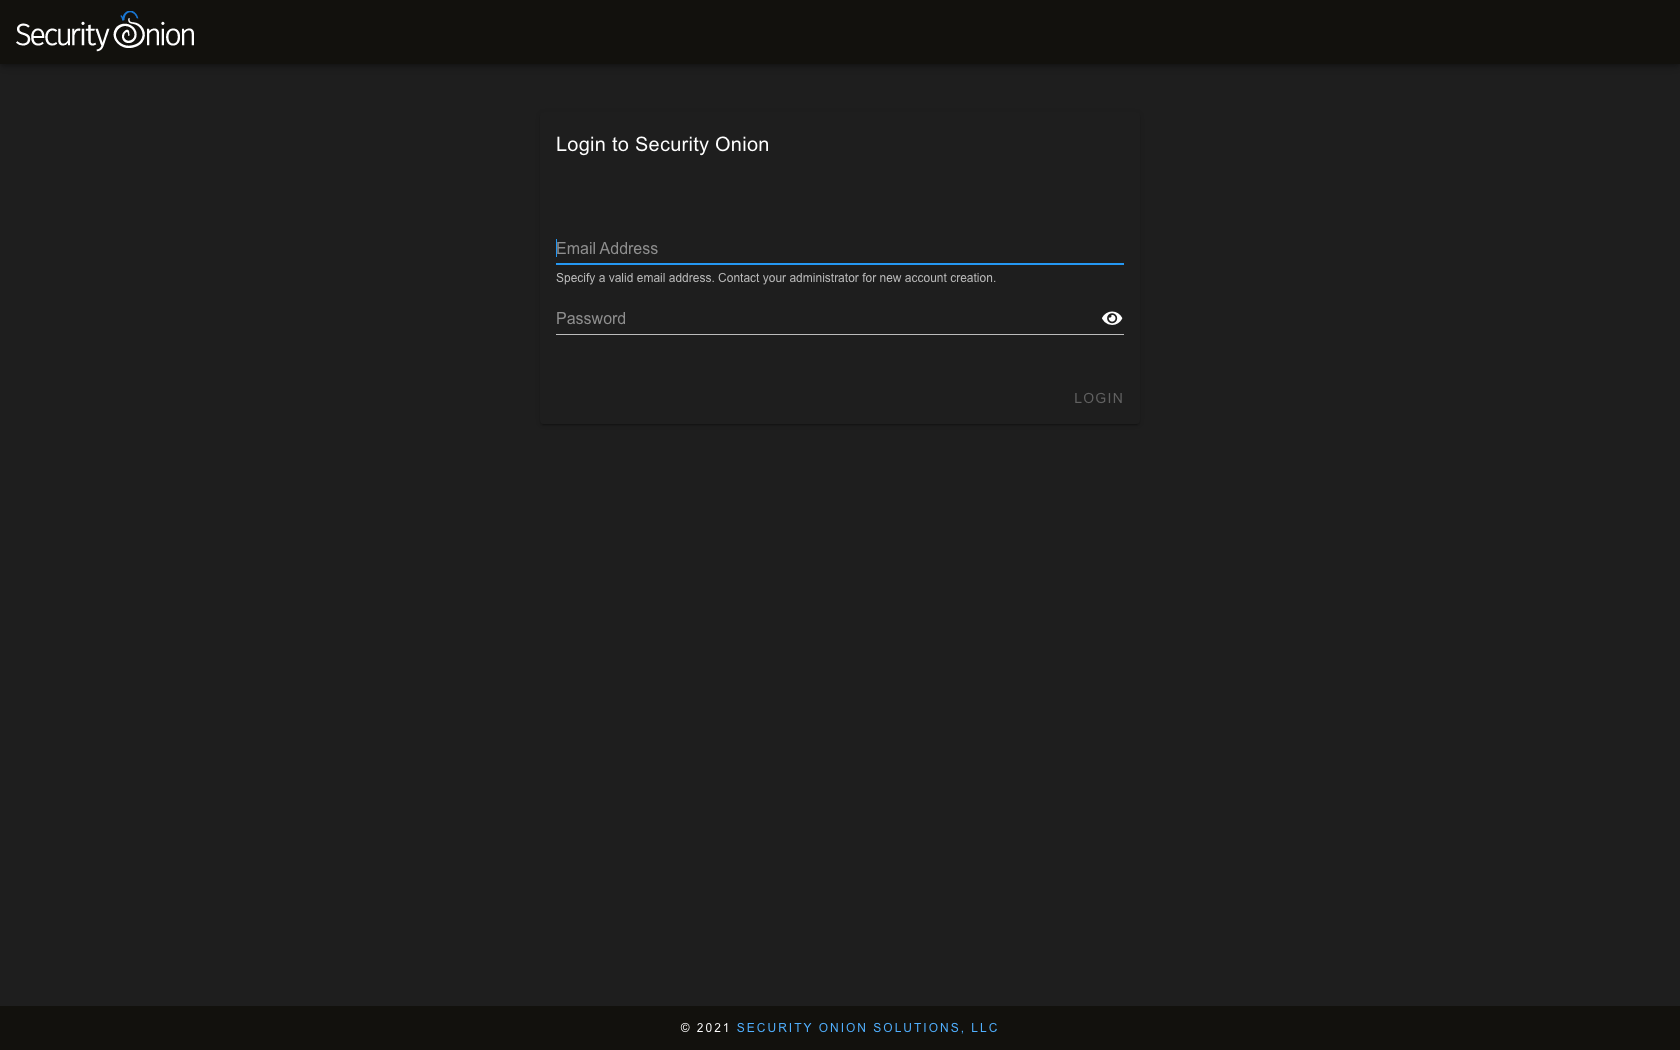 Security Onion
Login to Security Onion
Email Address
Specify a valid email address. Contact your administrator for new account creation.
Password
LOGIN
© 2021 SECURITY ONION SOLUTIONS, LLC